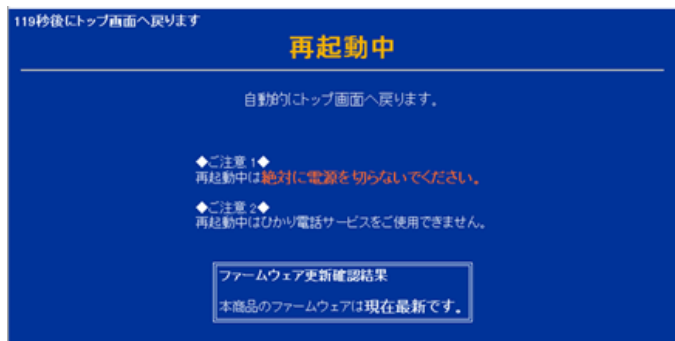 119秒後にトップ画面へ戻ります
再起動中
自動的にトップ画面へ戻ります。
◆ご注意 1◆
再起動中は絶対に電源を切らないでください。
◆ご注意 2◆
再起動中はひかり電話サービスをご使用できません。
ファームウェア更新確認結果
本商品のファームウェアは現在最新です。